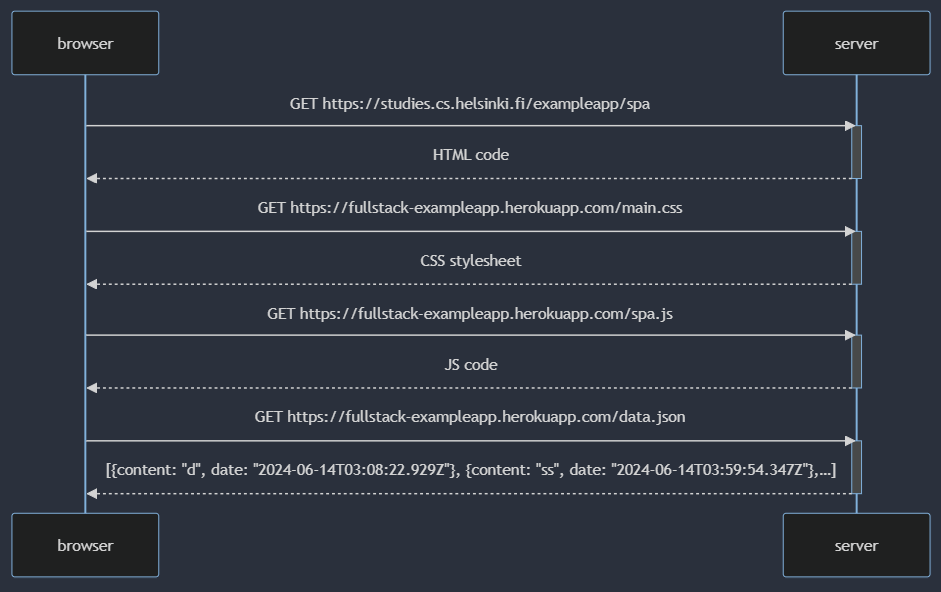 browser
server
GET https://studies.cs.helsinki.fi/exampleapp/spa
HTML code
GET https://fullstack-exampleapp.herokuapp.com/main.css
CSS stylesheet
GET https://fullstack-exampleapp.herokuapp.com/spa.js
JS code
GET https://fullstack-exampleapp.herokuapp.com/data.json
[{content: "d", date: "2024-06-14T03:08:22.929Z"}, {content: "ss", date: "2024-06-14T03:59:54.347Z"},...]
browser
server